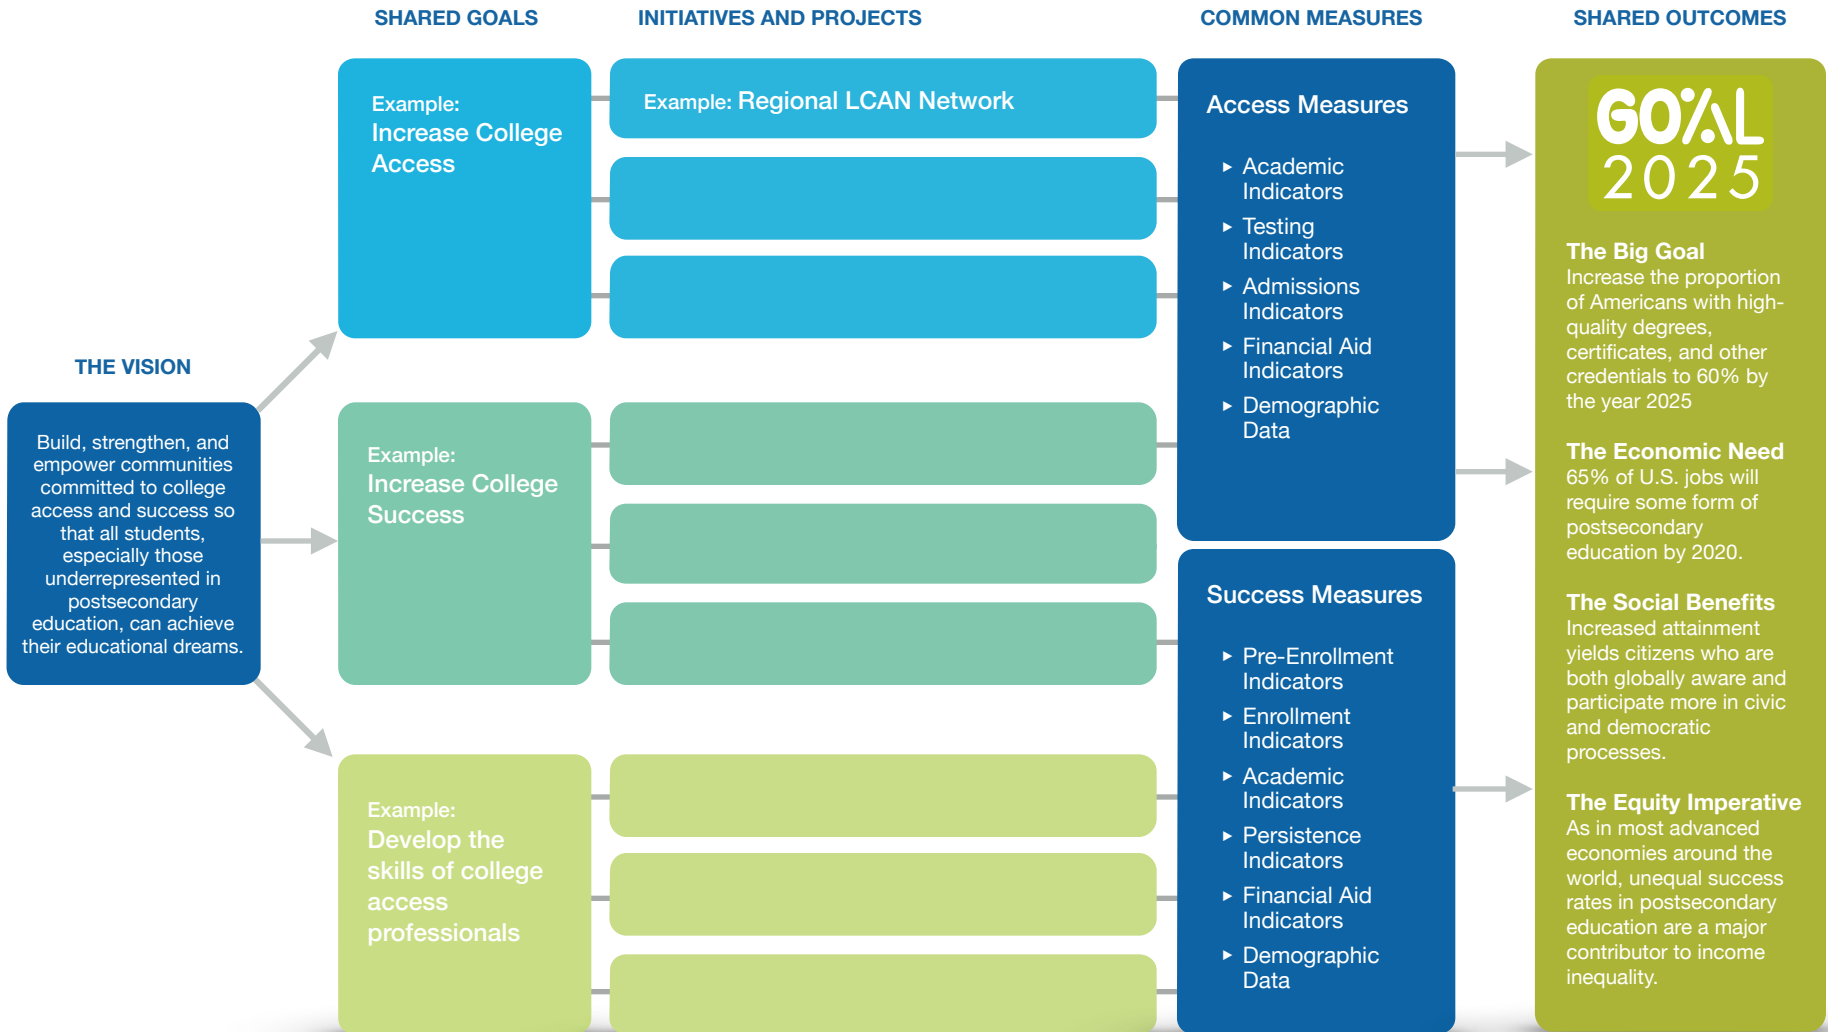 SHARED GOALS
INITIATIVES AND PROJECTS
COMMON MEASURES
SHARED OUTCOMES
THE VISION
Build, strengthen, and
empower communities
committed to college
access and success so
that all students,
especially those
underrepresented in
postsecondary
education, can achieve
their educational dreams.
Example:
Increase College
Access
Example: Regional LCAN Network
Example:
Increase College
Success
Example:
Develop the
skills of college
access
professionals
Access Measures
▸ Academic
Indicators
▸ Testing
Indicators
▸ Admissions
Indicators
▸ Financial Aid
Indicators
▸ Demographic
Data
Success Measures
▸ Pre-Enrollment
Indicators
▸ Enrollment
Indicators
▸ Academic
Indicators
▸ Persistence
Indicators
▸ Financial Aid
Indicators
▸ Demographic
Data
GOAL
2025
The Big Goal
Increase the proportion
of Americans with high-
quality degrees,
certificates, and other
credentials to 60% by
the year 2025
The Economic Need
65% of U.S. jobs will
require some form of
postsecondary
education by 2020.
The Social Benefits
Increased attainment
yields citizens who are
both globally aware and
participate more in civic
and democratic
processes.
The Equity Imperative
As in most advanced
economies around the
world, unequal success
rates in postsecondary
education are a major
contributor to income
inequality.